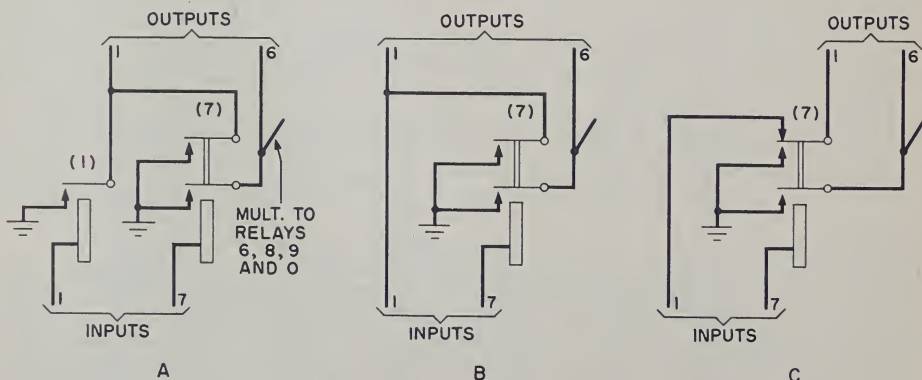 OUTPUTS
1
6
(7)
(1)
MULT. TO
RELAYS
6, 8, 9
AND O
1
7
INPUTS
A
OUTPUTS
1
6
(7)
1
7
INPUTS
B
OUTPUTS
1
6
(7)
1
7
INPUTS
C